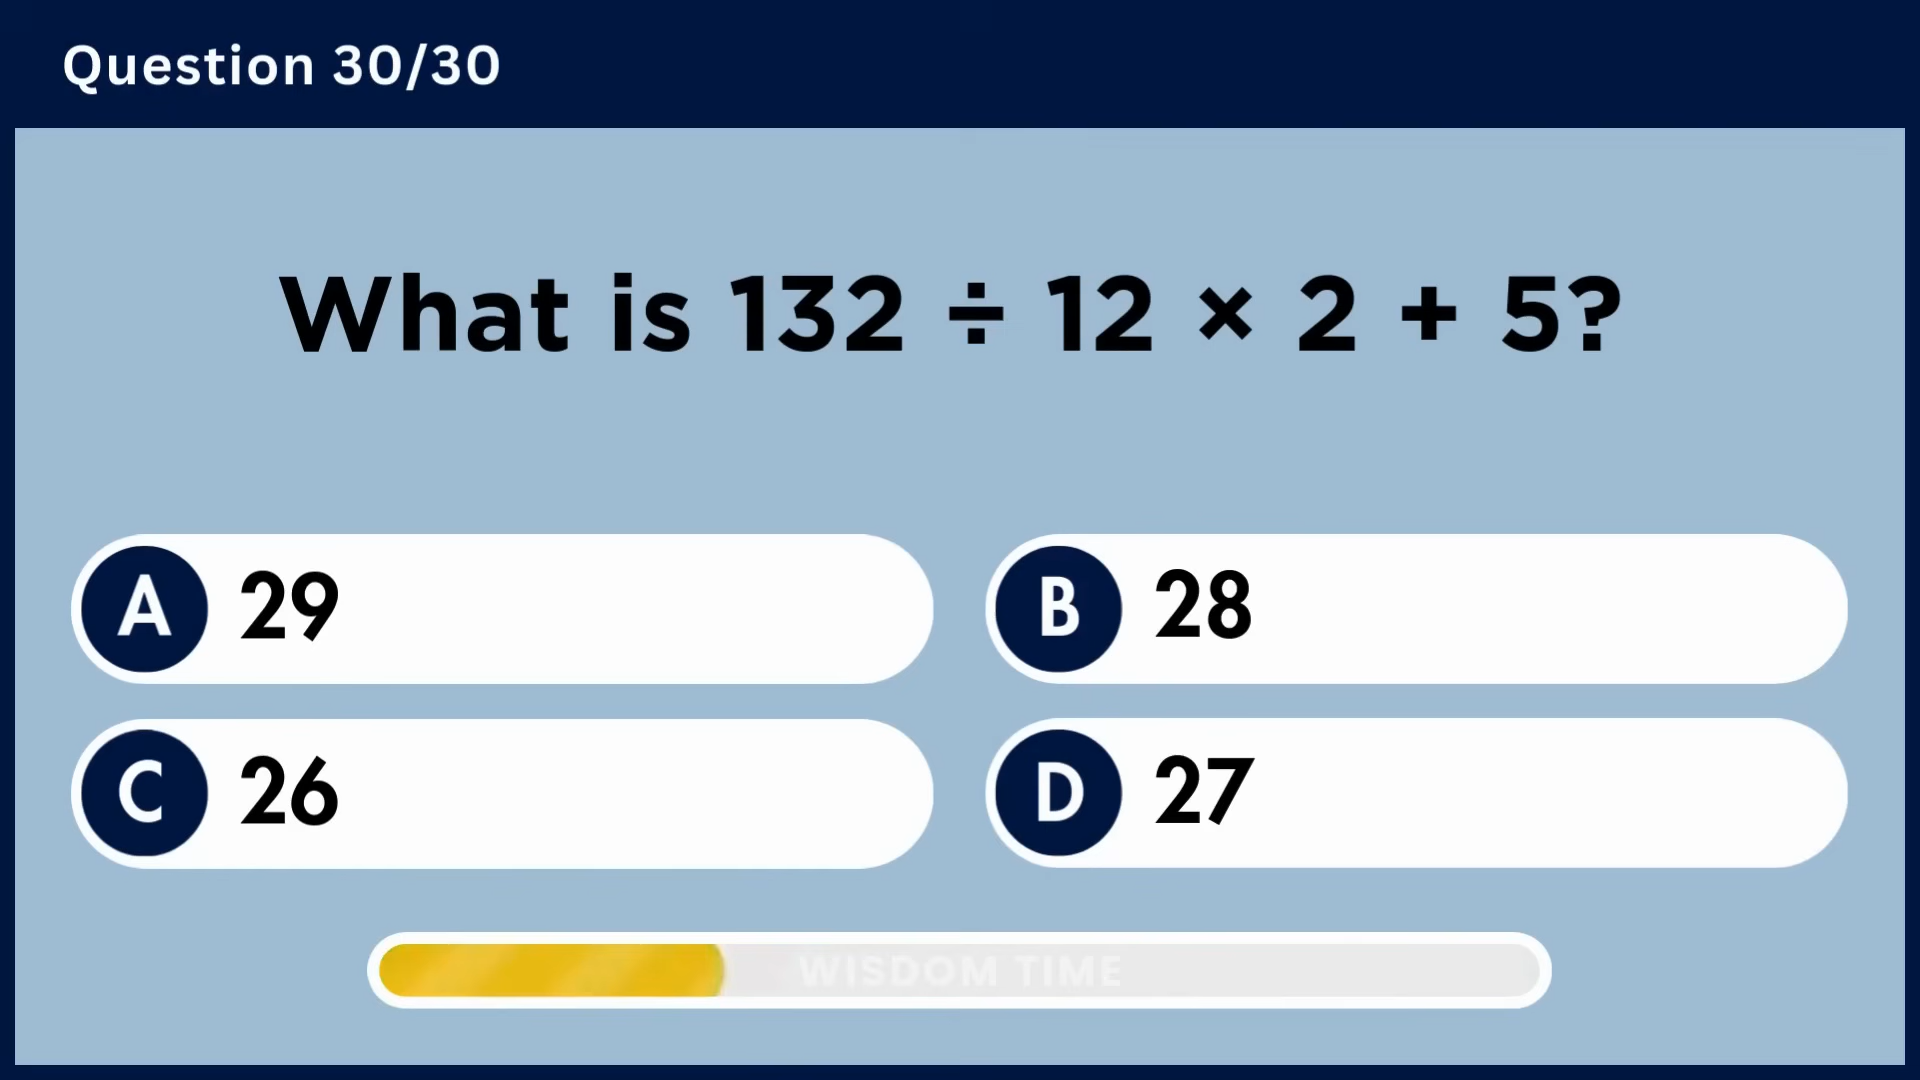 Question 30/30
What is 132 ÷ 12 × 2 + 5?
A 29
B 28
C 26
D 27
WISDOM TIME